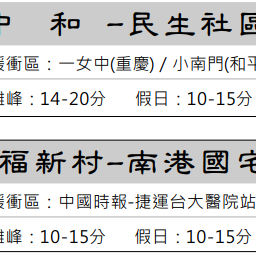 中 和 -民生社區
緩衝區：一女中(重慶) / 小南門(和平
離峰：14-20分 假日：10-15分
福新村-南港國宅
緩衝區：中國時報-捷運台大醫院站
離峰：10-15分 假日：10-15分